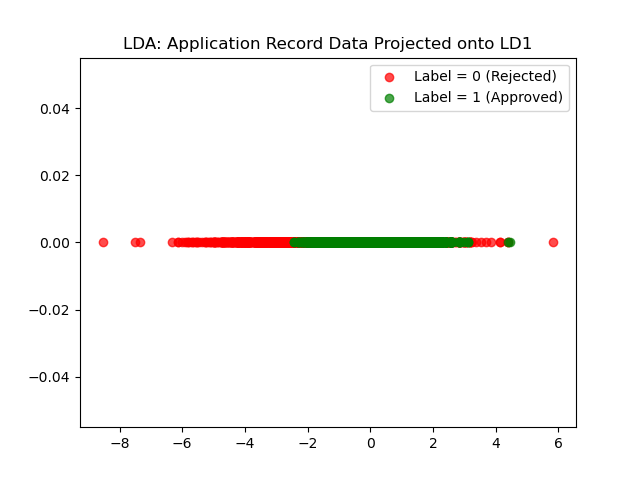 LDA: Application Record Data Projected onto LD1
Label = 0 (Rejected)
Label = 1 (Approved)
0.04
0.02
0.00
−0.02
−0.04
−8 −6 −4 −2 0 2 4 6